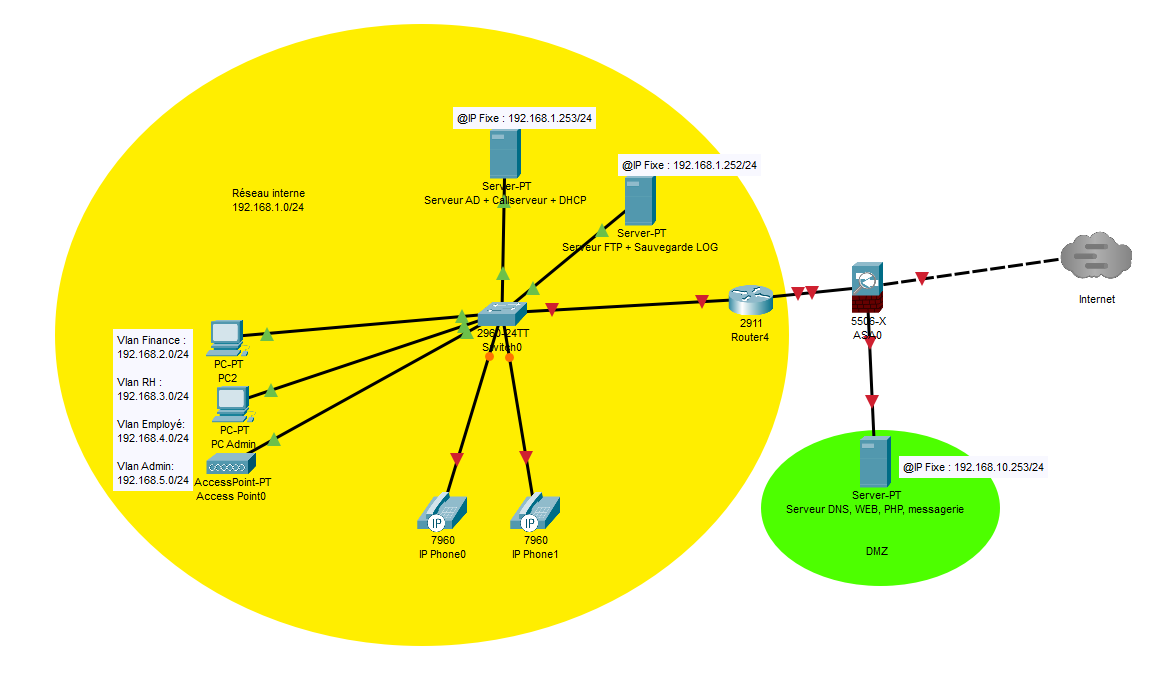 @IP Fixe : 192.168.1.253/24
Server-PT
Serveur AD + Callserveur + DHCP
@IP Fixe : 192.168.1.252/24
Server-PT
Serveur FTP + Sauvegarde LOG
Réseau interne
192.168.1.0/24
2960-24TT
Switch0
2911
Router4
5506-X
ASA0
Internet
Vlan Finance :
192.168.2.0/24
Vlan RH :
192.168.3.0/24
Vlan Employé:
192.168.4.0/24
Vlan Admin:
192.168.5.0/24
PC-PT
PC2
PC-PT
PC Admin
AccessPoint-PT
Access Point0
IP
7960
IP Phone0
IP
7960
IP Phone1
@IP Fixe : 192.168.10.253/24
Server-PT
Serveur DNS, WEB, PHP, messagerie
DMZ